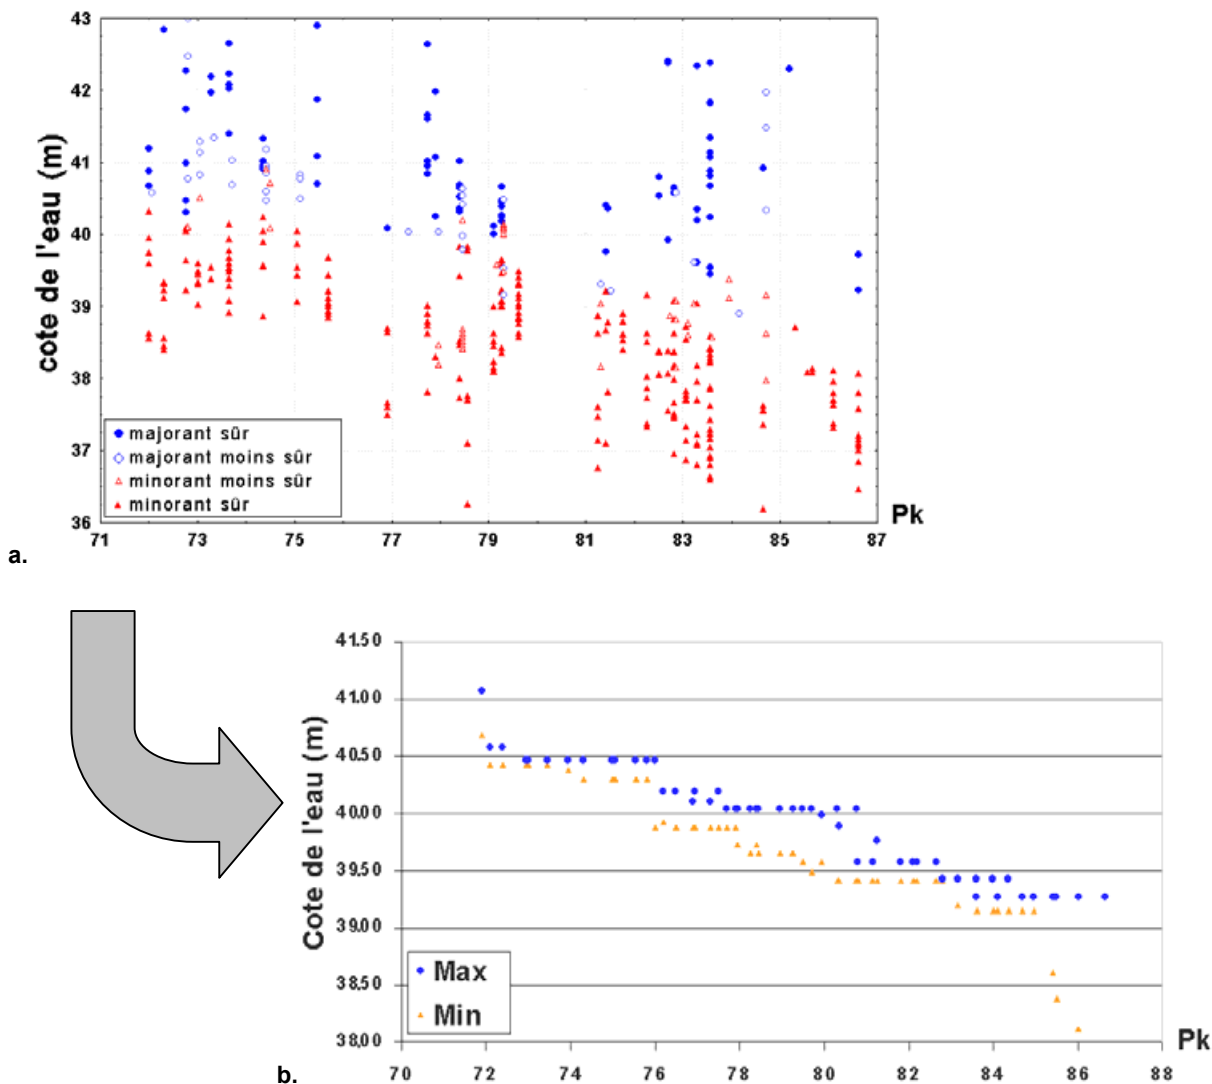 43
42
41
40
39
38
37
36
cote de l'eau (m)
majorant sûr
majorant moins sûr
minorant moins sûr
minorant sûr
71 73 75 77 79 81 83 85 87
Pk
a.
41,50
41,00
40,50
40,00
39,50
39,00
38,50
38,00
Cote de l'eau (m)
Max
Min
70 72 74 76 78 80 82 84 86 88
Pk
b.